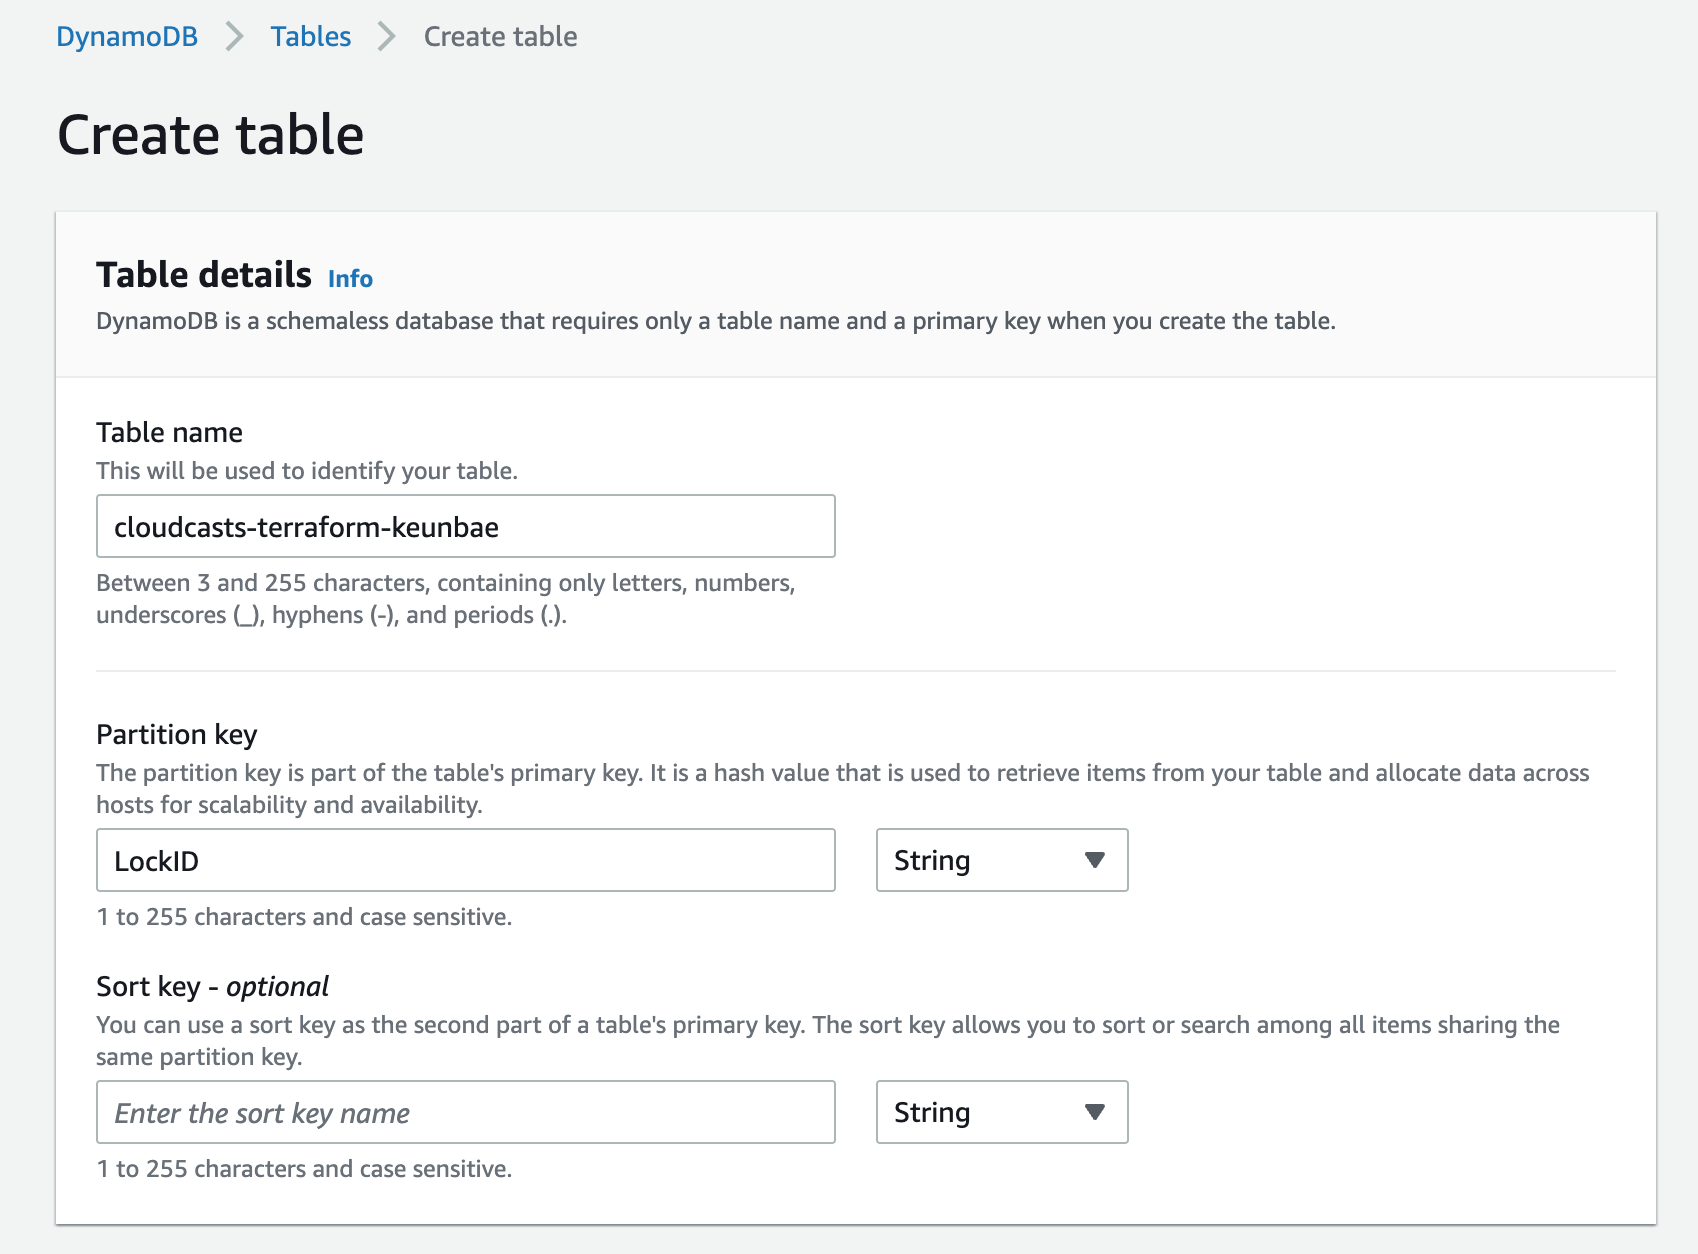 DynamoDB > Tables > Create table
Create table
Table details Info
DynamoDB is a schemaless database that requires only a table name and a primary key when you create the table.
Table name
This will be used to identify your table.
cloudcasts-terraform-keunbae
Between 3 and 255 characters, containing only letters, numbers,
underscores (_), hyphens (-), and periods (.).
Partition key
The partition key is part of the table's primary key. It is a hash value that is used to retrieve items from your table and allocate data across
hosts for scalability and availability.
LockID String
1 to 255 characters and case sensitive.
Sort key - optional
You can use a sort key as the second part of a table's primary key. The sort key allows you to sort or search among all items sharing the
same partition key.
Enter the sort key name String
1 to 255 characters and case sensitive.